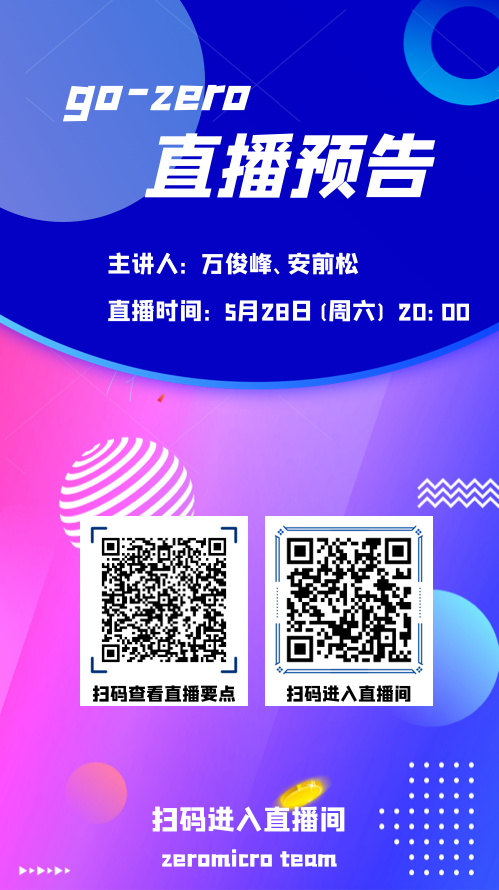 go-zero
直播预告
主讲人：万俊峰、安前松
直播时间：5月28日（周六）20：00
扫码查看直播要点
扫码进入直播间
扫码进入直播间
zeromicro team